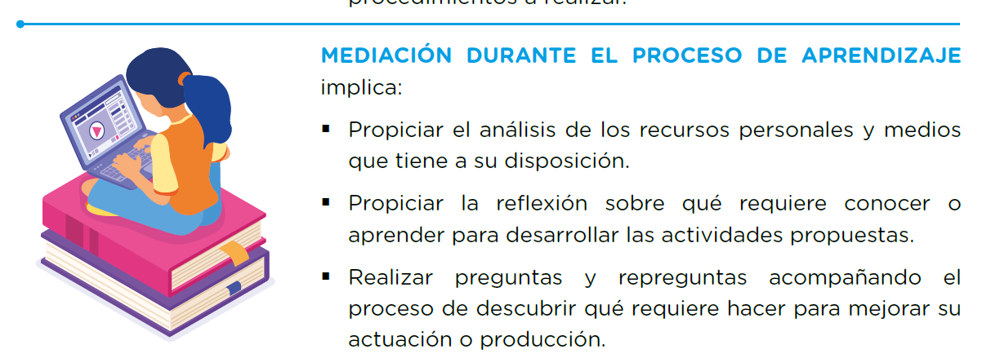 procedimientos a realizar.
MEDIACIÓN DURANTE EL PROCESO DE APRENDIZAJE
implica:
▪ Propiciar el análisis de los recursos personales y medios
que tiene a su disposición.
▪ Propiciar la reflexión sobre qué requiere conocer o
aprender para desarrollar las actividades propuestas.
▪ Realizar preguntas y repreguntas acompañando el
proceso de descubrir qué requiere hacer para mejorar su
actuación o producción.